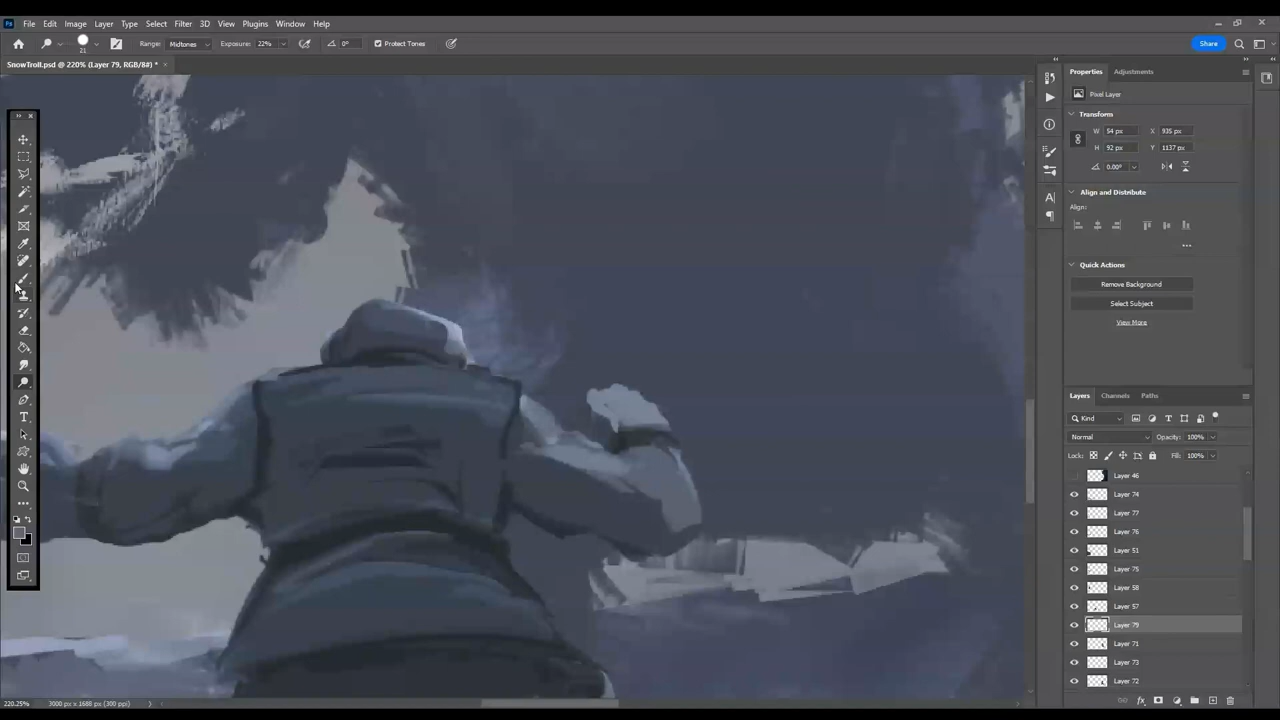 Ps File Edit Image Layer Type Select Filter 3D View Plugins Window Help
21 Range: Midtones Exposure: 22% 0° Protect Tones Share
SnowTroll.psd @ 220% (Layer 79, RGB/8#) * ×
Properties Adjustments
Pixel Layer
Transform
W 54 px X 935 px
H 92 px Y 1137 px
0.00°
Align and Distribute
Align:
Quick Actions
Remove Background
Select Subject
View More
Layers Channels Paths
Kind
Normal Opacity: 100%
Lock: Fill: 100%
Layer 46
Layer 74
Layer 77
Layer 76
Layer 51
Layer 75
Layer 58
Layer 57
Layer 79
Layer 71
Layer 73
Layer 72
220.25% 3000 px x 1688 px (300 ppi)